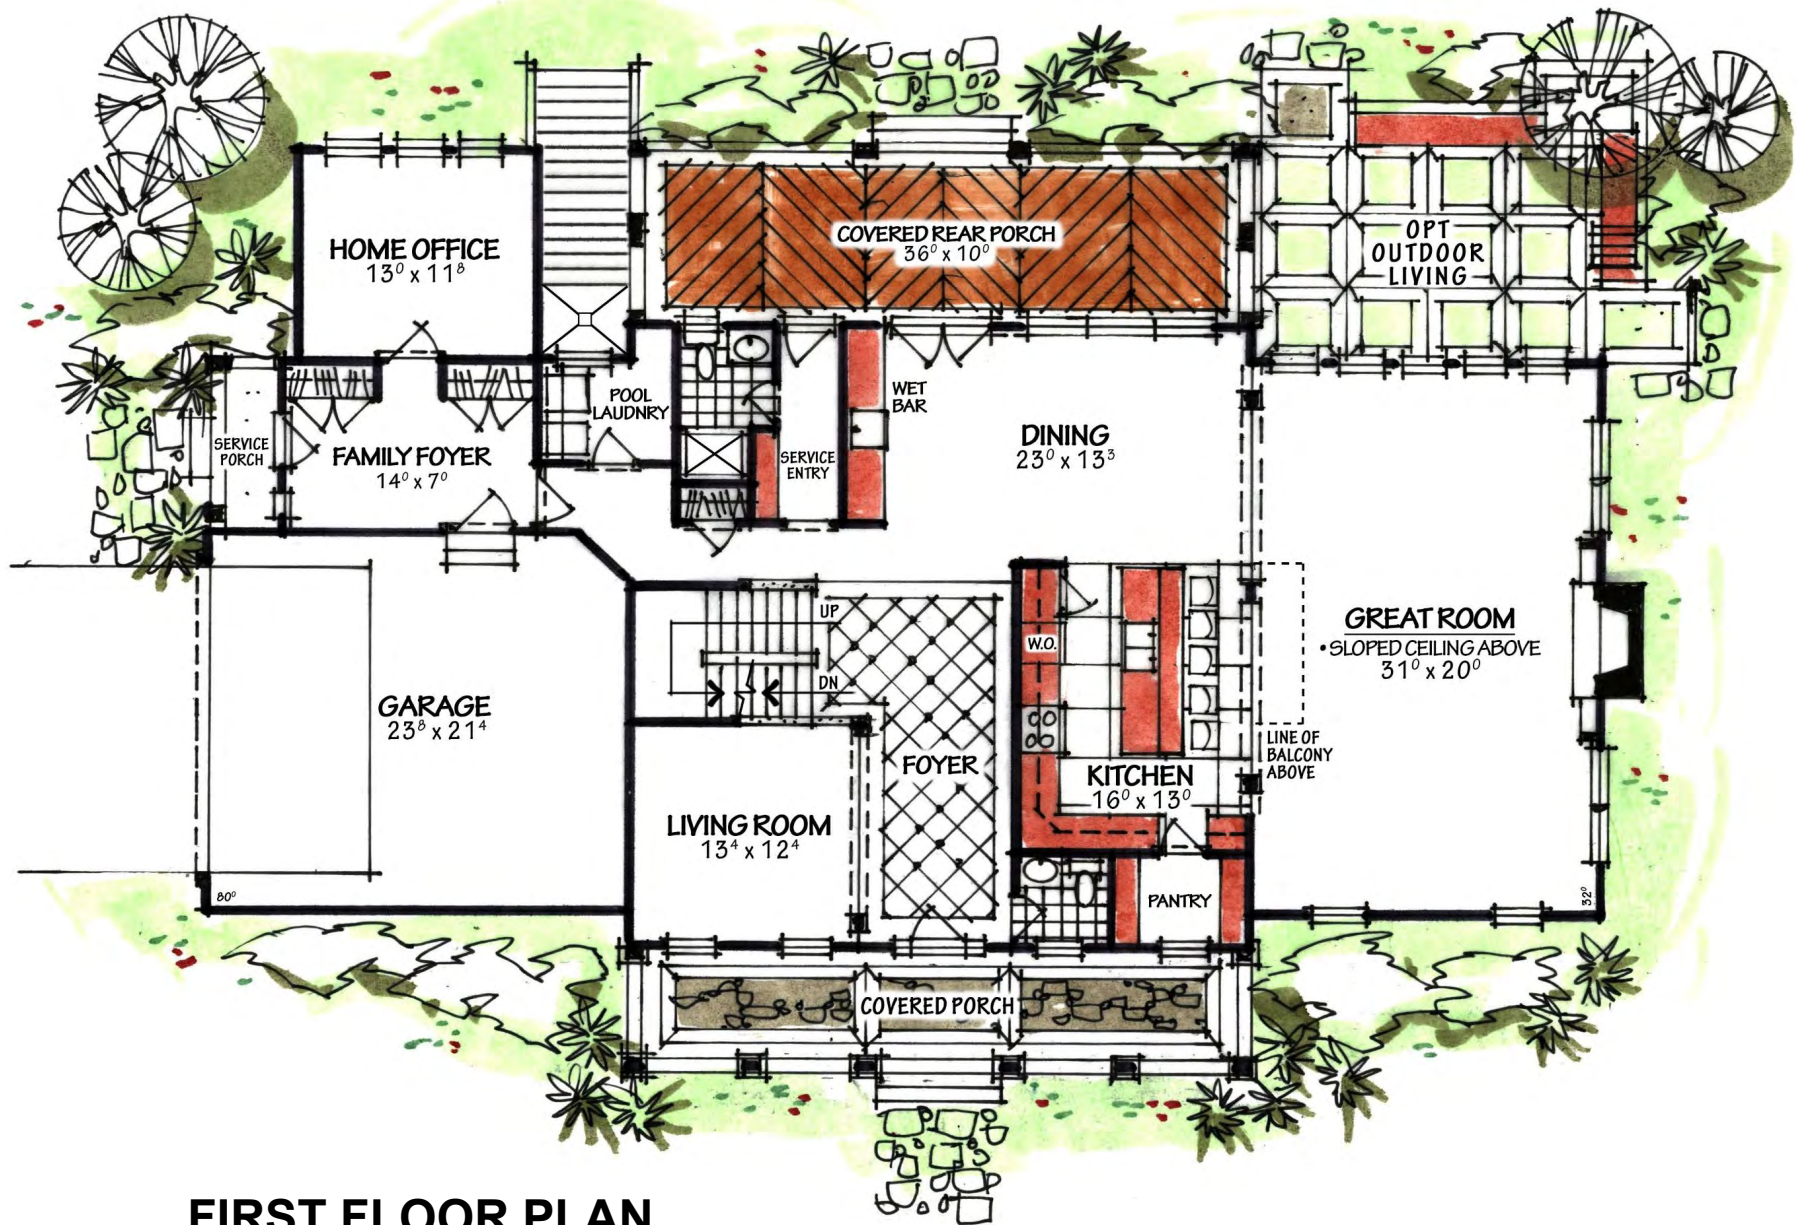 HOME OFFICE
13⁰ x 11⁸
COVERED REAR PORCH
36⁰ x 10⁰
OPT
OUTDOOR
LIVING
SERVICE
PORCH
FAMILY FOYER
14⁰ x 7⁰
POOL
LAUDNRY
SERVICE
ENTRY
WET
BAR
DINING
23⁰ x 13³
GREAT ROOM
• SLOPED CEILING ABOVE
31⁰ x 20⁰
UP
DN
W.O.
GARAGE
23⁸ x 21⁴
FOYER
KITCHEN
16⁰ x 13⁰
LINE OF
BALCONY
ABOVE
LIVING ROOM
13⁴ x 12⁴
PANTRY
80⁰
32⁰
COVERED PORCH
FIRST FLOOR PLAN